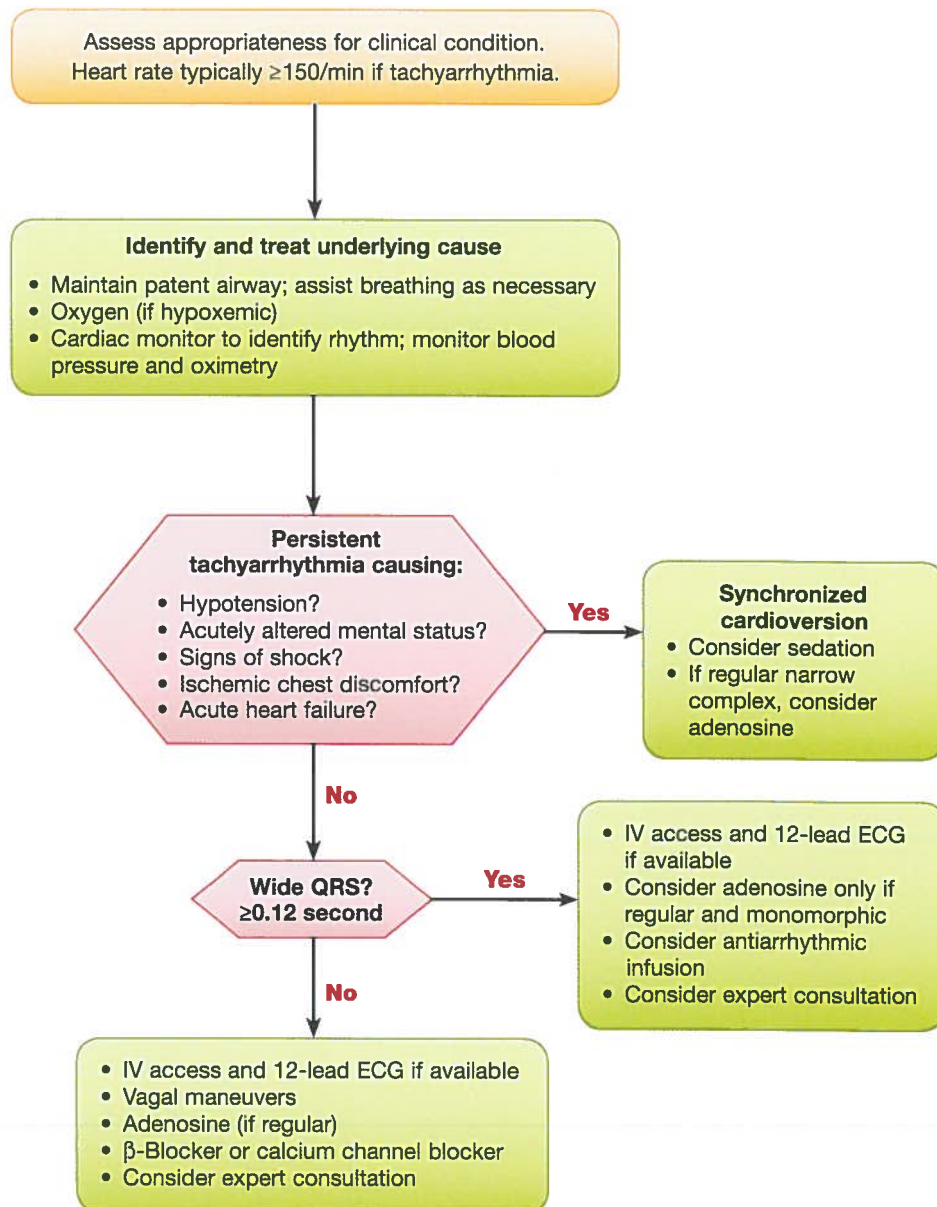 Assess appropriateness for clinical condition.
Heart rate typically ≥150/min if tachyarrhythmia.
Identify and treat underlying cause
• Maintain patent airway; assist breathing as necessary
• Oxygen (if hypoxemic)
• Cardiac monitor to identify rhythm; monitor blood
pressure and oximetry
Persistent
tachyarrhythmia causing:
• Hypotension?
• Acutely altered mental status?
• Signs of shock?
• Ischemic chest discomfort?
• Acute heart failure?
Yes
Synchronized
cardioversion
• Consider sedation
• If regular narrow
complex, consider
adenosine
No
Wide QRS?
≥0.12 second
Yes
• IV access and 12-lead ECG
if available
• Consider adenosine only if
regular and monomorphic
• Consider antiarrhythmic
infusion
• Consider expert consultation
No
• IV access and 12-lead ECG if available
• Vagal maneuvers
• Adenosine (if regular)
• β-Blocker or calcium channel blocker
• Consider expert consultation